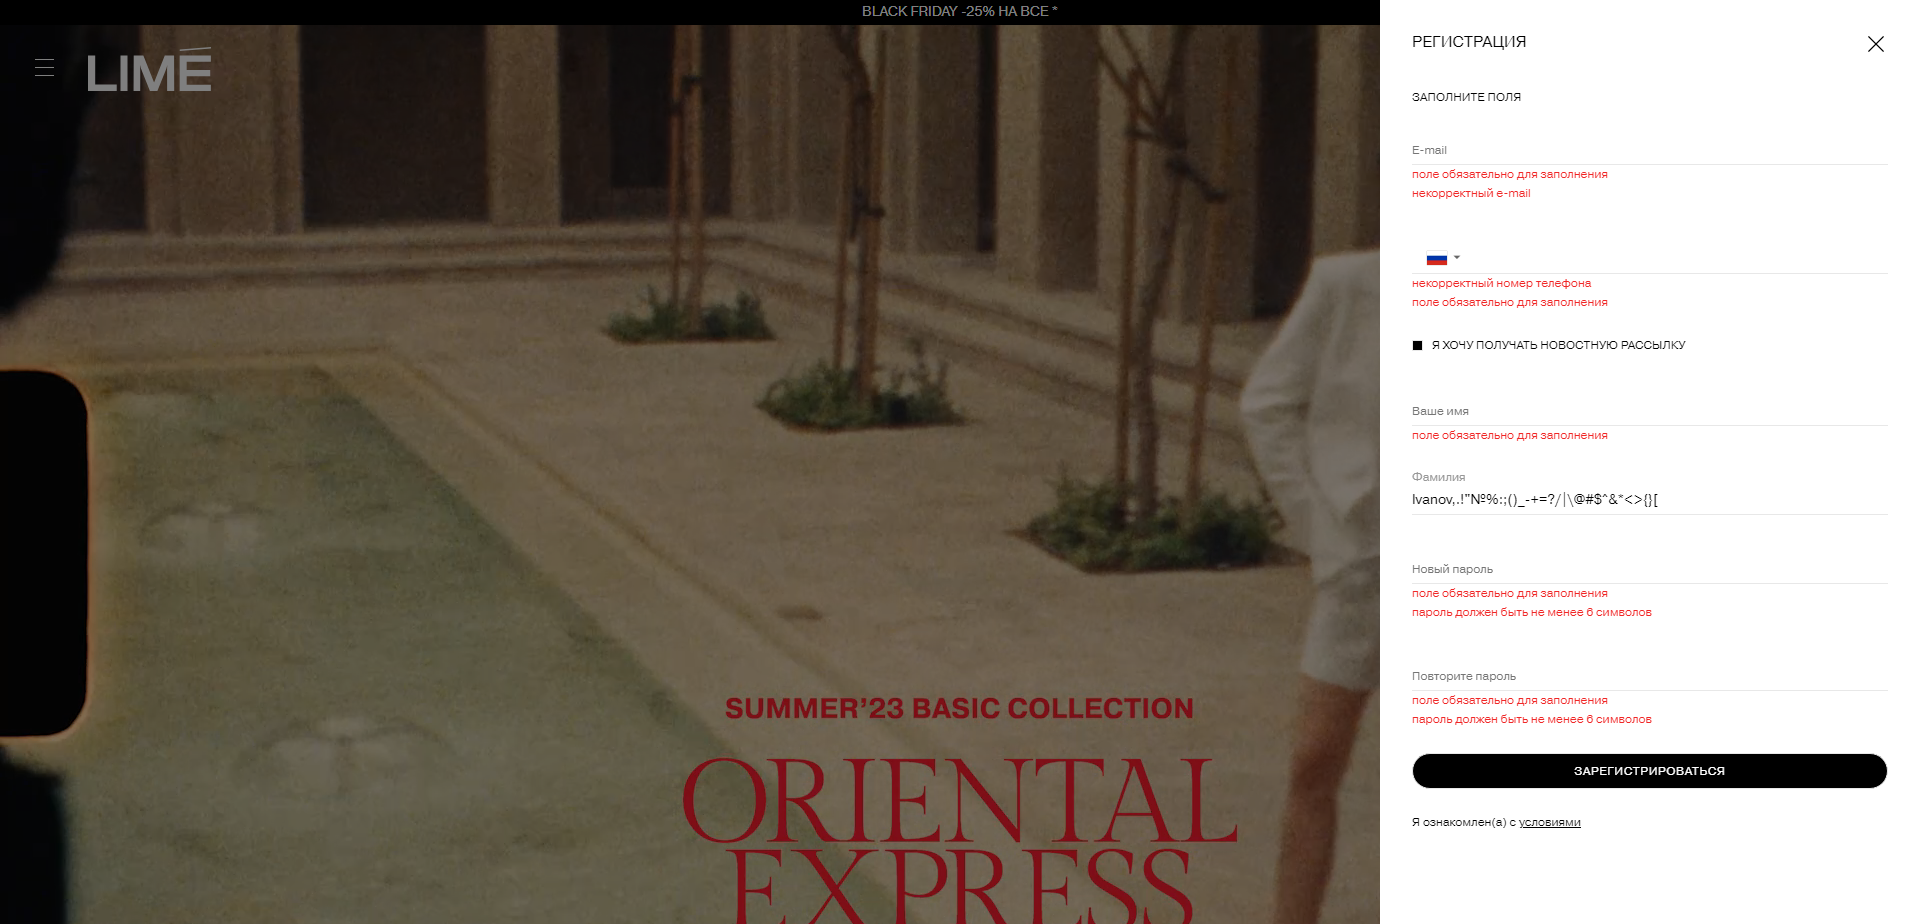 BLACK FRIDAY -25% НА ВСЕ *
LIMÉ
SUMMER’23 BASIC COLLECTION
ORIENTAL
EXPRESS
РЕГИСТРАЦИЯ
ЗАПОЛНИТЕ ПОЛЯ
E-mail
поле обязательно для заполнения
некорректный e-mail
некорректный номер телефона
поле обязательно для заполнения
Я ХОЧУ ПОЛУЧАТЬ НОВОСТНУЮ РАССЫЛКУ
Ваше имя
поле обязательно для заполнения
Фамилия
Ivanov,.!"№%:;()_-+=?/|\@#$^&*<>{}[
Новый пароль
поле обязательно для заполнения
пароль должен быть не менее 6 символов
Повторите пароль
поле обязательно для заполнения
пароль должен быть не менее 6 символов
ЗАРЕГИСТРИРОВАТЬСЯ
Я ознакомлен(а) с условиями